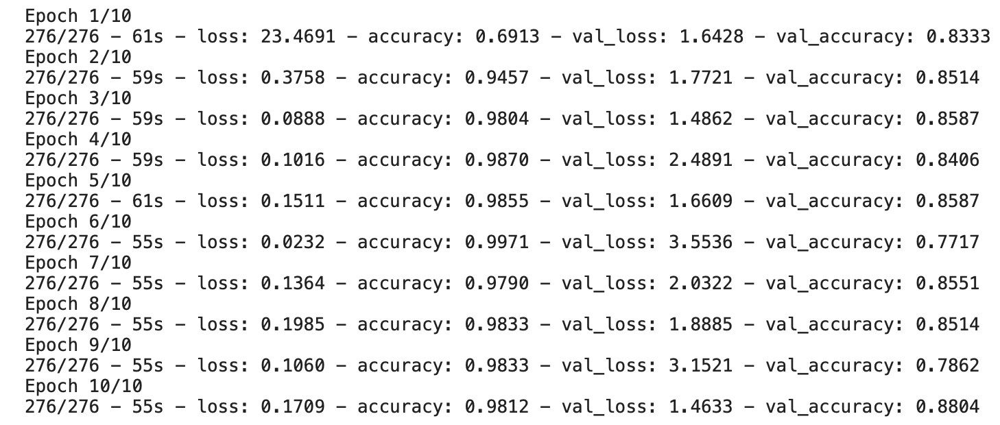 Epoch 1/10
276/276 - 61s - loss: 23.4691 - accuracy: 0.6913 - val_loss: 1.6428 - val_accuracy: 0.8333
Epoch 2/10
276/276 - 59s - loss: 0.3758 - accuracy: 0.9457 - val_loss: 1.7721 - val_accuracy: 0.8514
Epoch 3/10
276/276 - 59s - loss: 0.0888 - accuracy: 0.9804 - val_loss: 1.4862 - val_accuracy: 0.8587
Epoch 4/10
276/276 - 59s - loss: 0.1016 - accuracy: 0.9870 - val_loss: 2.4891 - val_accuracy: 0.8406
Epoch 5/10
276/276 - 61s - loss: 0.1511 - accuracy: 0.9855 - val_loss: 1.6609 - val_accuracy: 0.8587
Epoch 6/10
276/276 - 55s - loss: 0.0232 - accuracy: 0.9971 - val_loss: 3.5536 - val_accuracy: 0.7717
Epoch 7/10
276/276 - 55s - loss: 0.1364 - accuracy: 0.9790 - val_loss: 2.0322 - val_accuracy: 0.8551
Epoch 8/10
276/276 - 55s - loss: 0.1985 - accuracy: 0.9833 - val_loss: 1.8885 - val_accuracy: 0.8514
Epoch 9/10
276/276 - 55s - loss: 0.1060 - accuracy: 0.9833 - val_loss: 3.1521 - val_accuracy: 0.7862
Epoch 10/10
276/276 - 55s - loss: 0.1709 - accuracy: 0.9812 - val_loss: 1.4633 - val_accuracy: 0.8804